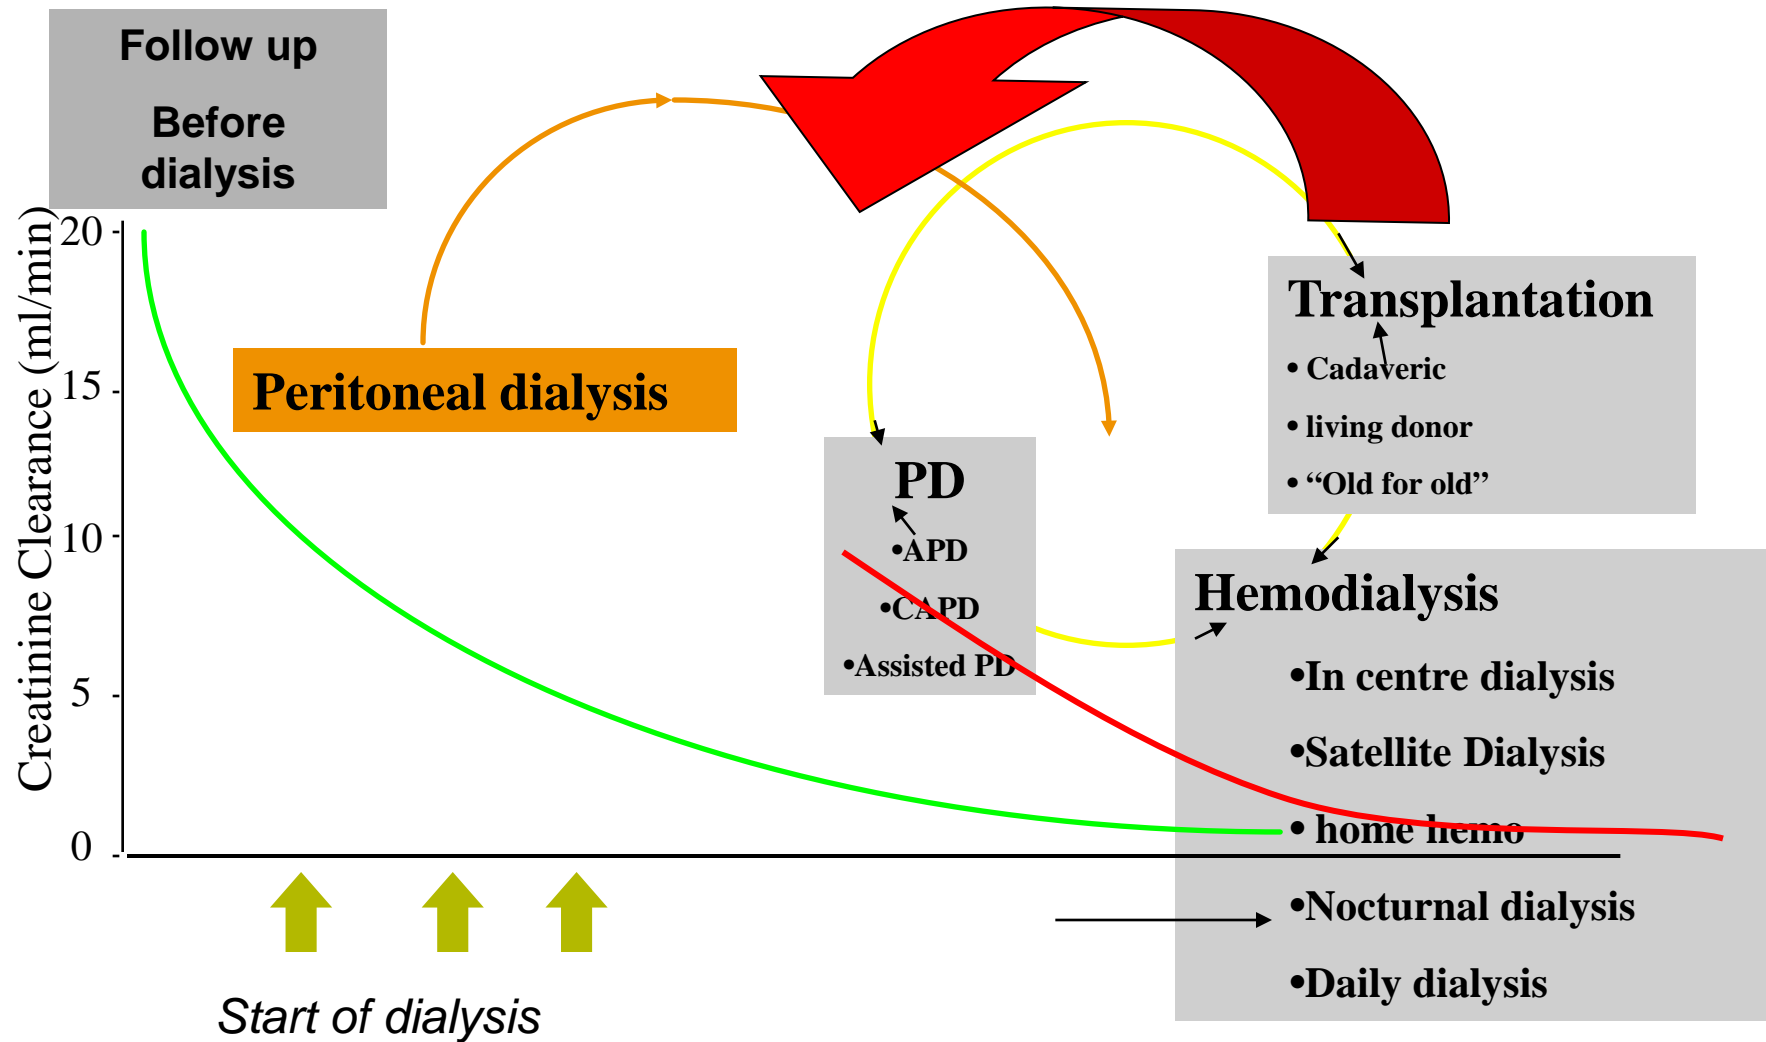 Follow up
Before
dialysis
Creatinine Clearance (ml/min)
20
15
10
5
0
Peritoneal dialysis
PD
•APD
•CAPD
•Assisted PD
Transplantation
• Cadaveric
• living donor
• “Old for old”
Hemodialysis
•In centre dialysis
•Satellite Dialysis
• home hemo
•Nocturnal dialysis
•Daily dialysis
Start of dialysis